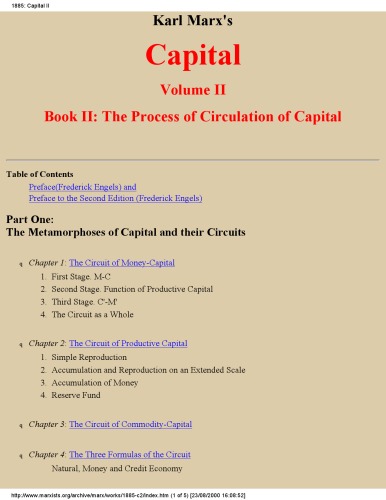 1885: Capital II
Karl Marx's
Capital
Volume II
Book II: The Process of Circulation of Capital
Table of Contents
Preface(Frederick Engels) and
Preface to the Second Edition (Frederick Engels)
Part One:
The Metamorphoses of Capital and their Circuits
q Chapter 1: The Circuit of Money-Capital
1. First Stage. M-C
2. Second Stage. Function of Productive Capital
3. Third Stage. C'-M'
4. The Circuit as a Whole
q Chapter 2: The Circuit of Productive Capital
1. Simple Reproduction
2. Accumulation and Reproduction on an Extended Scale
3. Accumulation of Money
4. Reserve Fund
q Chapter 3: The Circuit of Commodity-Capital
q Chapter 4: The Three Formulas of the Circuit
Natural, Money and Credit Economy
http://www.marxists.org/archive/marx/works/1885-c2/index.htm (1 of 5) [23/08/2000 16:08:52]